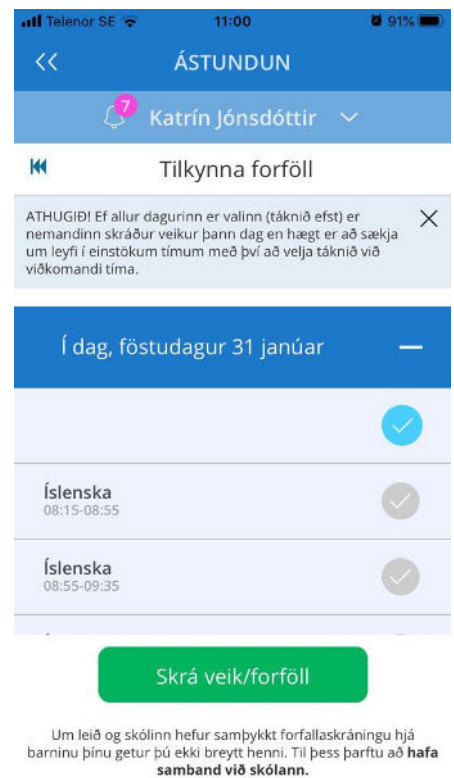 Telenor SE 11:00 91%
<< ÁSTUNDUN
7 Katrín Jónsdóttir
Tilkynna forföll
ATHUGIÐ! Ef allur dagurinn er valinn (táknið efst) er
nemandinn skráður veikur þann dag en hægt er að sækja
um leyfi í einstökum tímum með því að velja táknið við
viðkomandi tíma.
Í dag, föstudagur 31 janúar
Íslenska
08:15-08:55
Íslenska
08:55-09:35
Skrá veik/forföll
Um leið og skólinn hefur samþykkt forfallaskráningu hjá
barninu þínu getur þú ekki breytt henni. Til þess þarftu að hafa
samband við skólann.